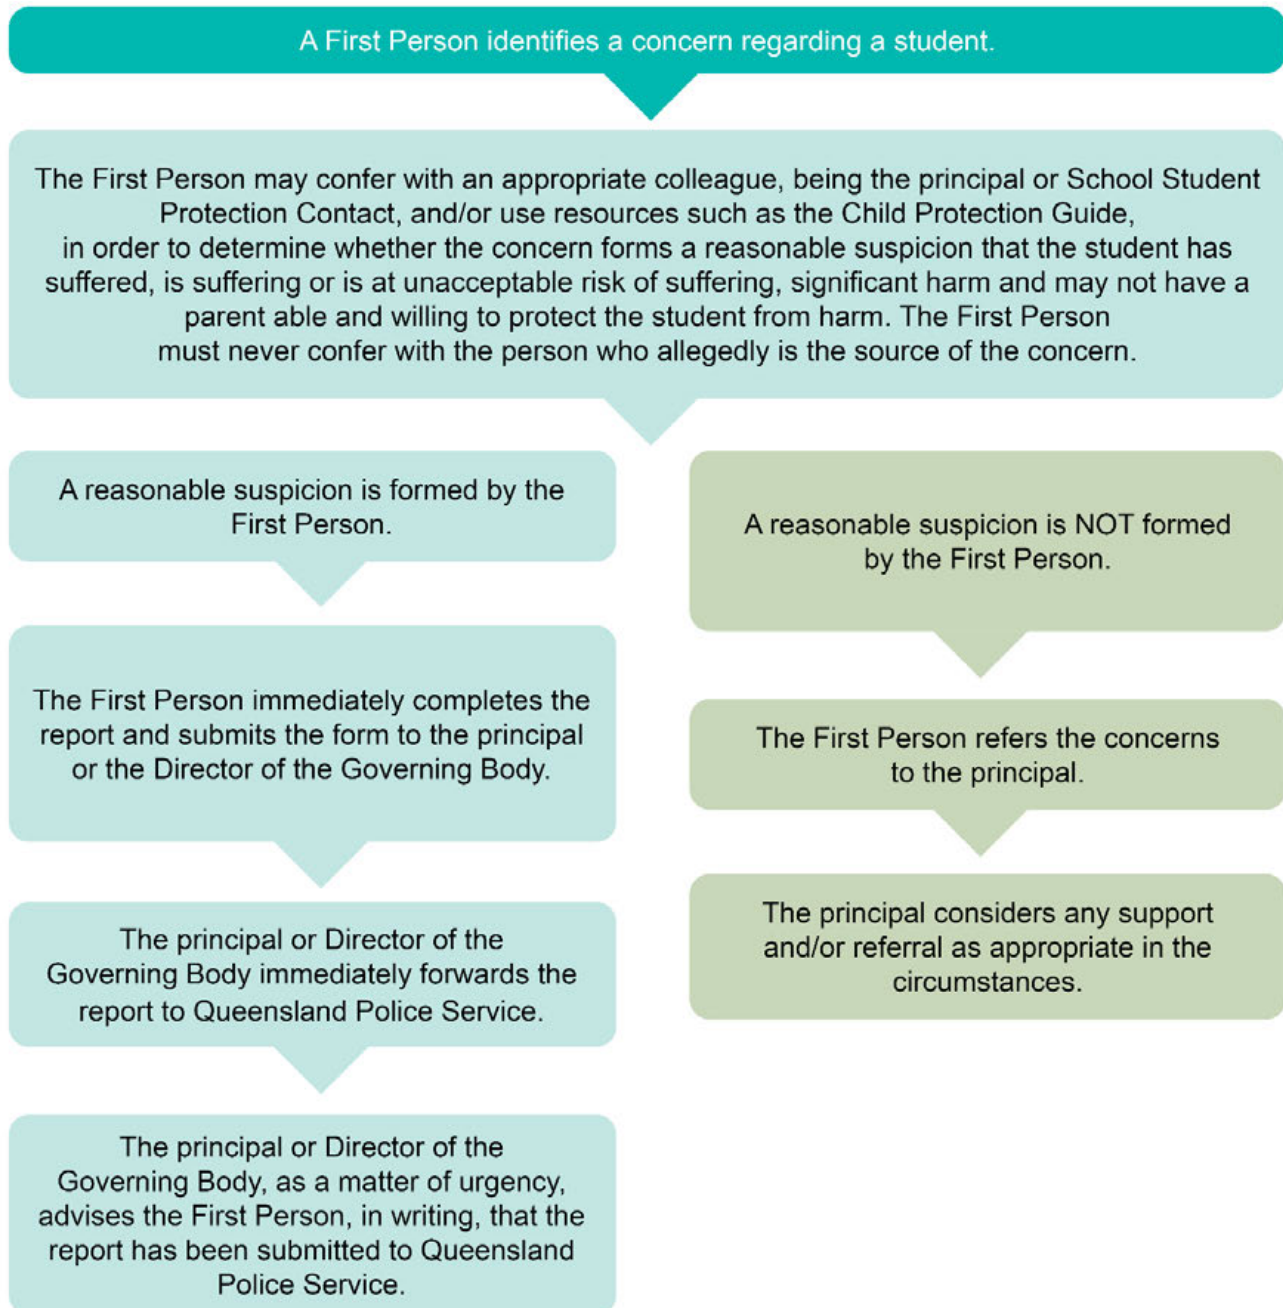 A First Person identifies a concern regarding a student.
The First Person may confer with an appropriate colleague, being the principal or School Student
Protection Contact, and/or use resources such as the Child Protection Guide,
in order to determine whether the concern forms a reasonable suspicion that the student has
suffered, is suffering or is at unacceptable risk of suffering, significant harm and may not have a
parent able and willing to protect the student from harm. The First Person
must never confer with the person who allegedly is the source of the concern.
A reasonable suspicion is formed by the
First Person.
The First Person immediately completes the
report and submits the form to the principal
or the Director of the Governing Body.
The principal or Director of the
Governing Body immediately forwards the
report to Queensland Police Service.
The principal or Director of the
Governing Body, as a matter of urgency,
advises the First Person, in writing, that the
report has been submitted to Queensland
Police Service.
A reasonable suspicion is NOT formed
by the First Person.
The First Person refers the concerns
to the principal.
The principal considers any support
and/or referral as appropriate in the
circumstances.